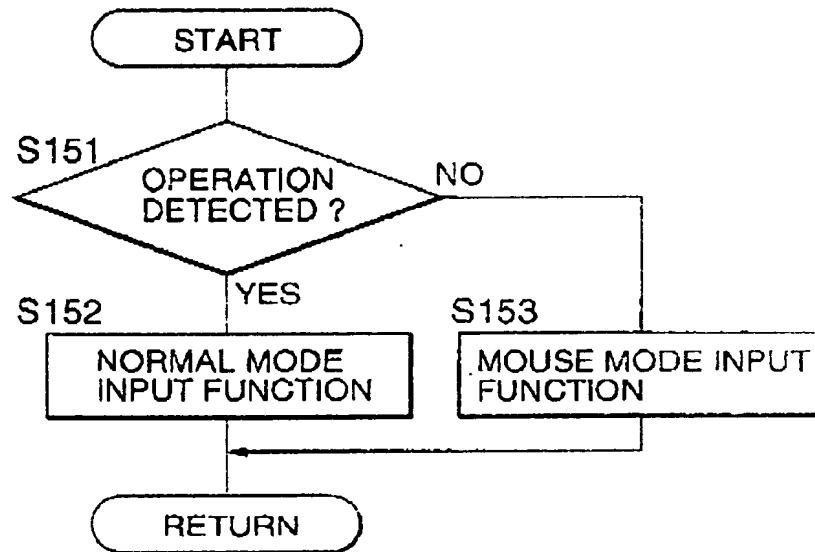 START
S151
OPERATION
DETECTED ?
NO
YES
S152
NORMAL MODE
INPUT FUNCTION
S153
MOUSE MODE INPUT
FUNCTION
RETURN